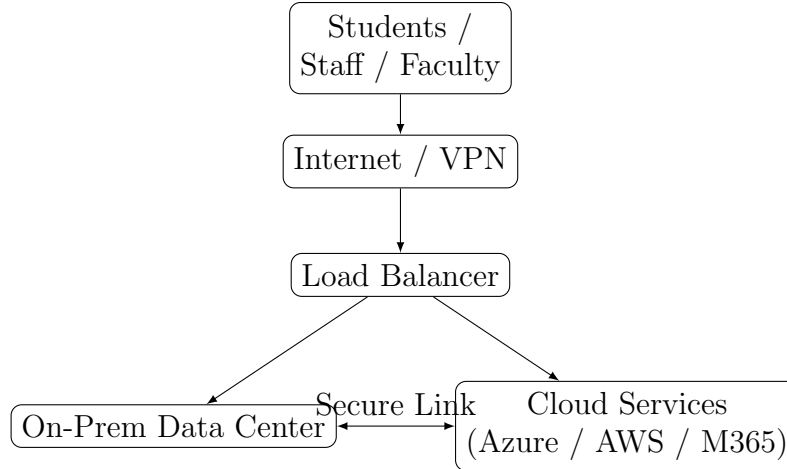 Students /
Staff / Faculty
Internet / VPN
Load Balancer
On-Prem Data Center
Secure Link
Cloud Services
(Azure / AWS / M365)